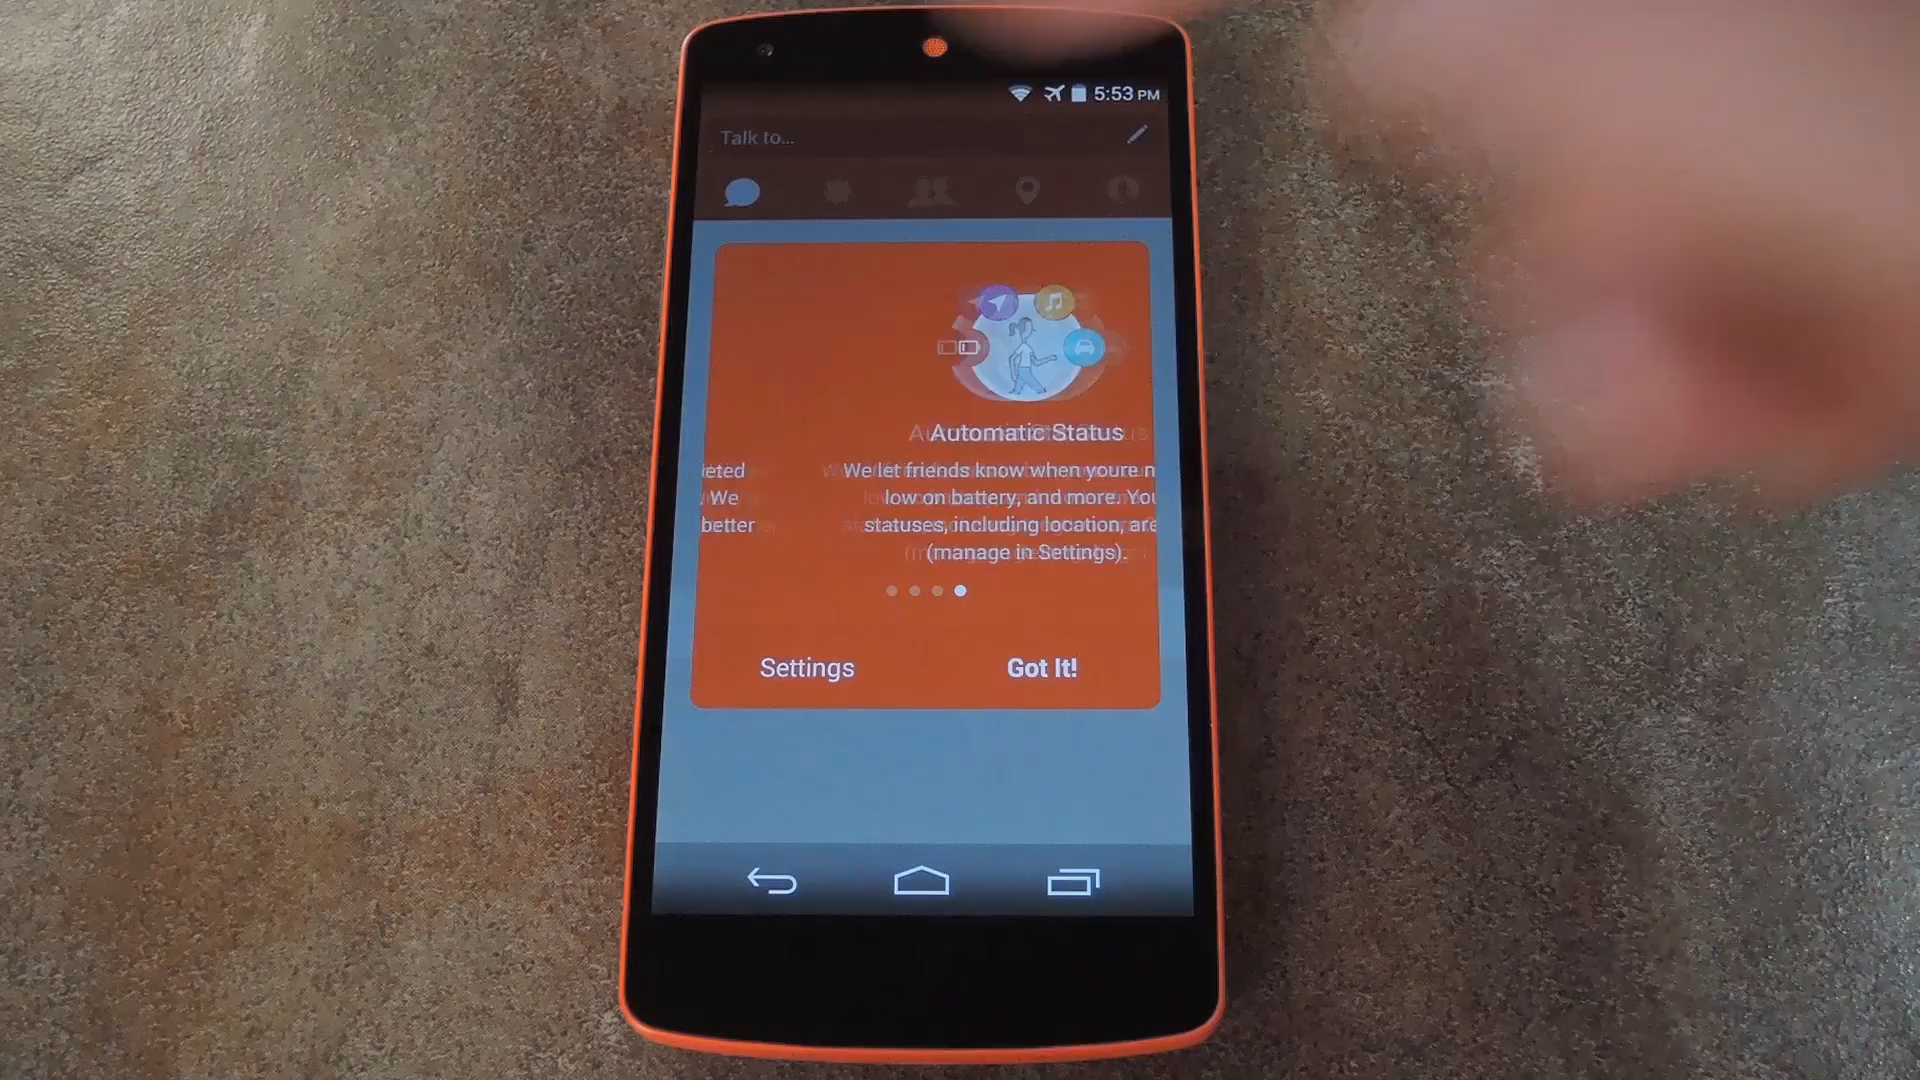 5:53 PM
Talk to...
Automatic Status
leted We let friends know when youre n
. We low on battery, and more. You
better statuses, including location, are
(manage in Settings).
Settings Got It!